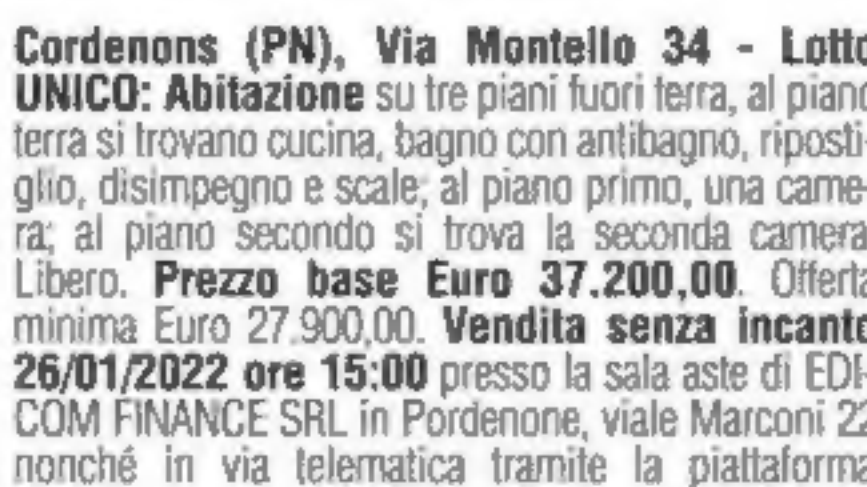 Cordenons (PN), Via Montello 34 - Lotto
UNICO: Abitazione su tre piani fuori terra, al piano
terra si trovano cucina, bagno con antibagno, riposti-
glio, disimpegno e scale; al piano primo, una came-
ra; al piano secondo si trova la seconda camera.
Libero. Prezzo base Euro 37.200,00. Offerta
minima Euro 27.900,00. Vendita senza incanto
26/01/2022 ore 15:00 presso la sala aste di EDI-
COM FINANCE SRL in Pordenone, viale Marconi 22
nonché in via telematica tramite la piattaforma